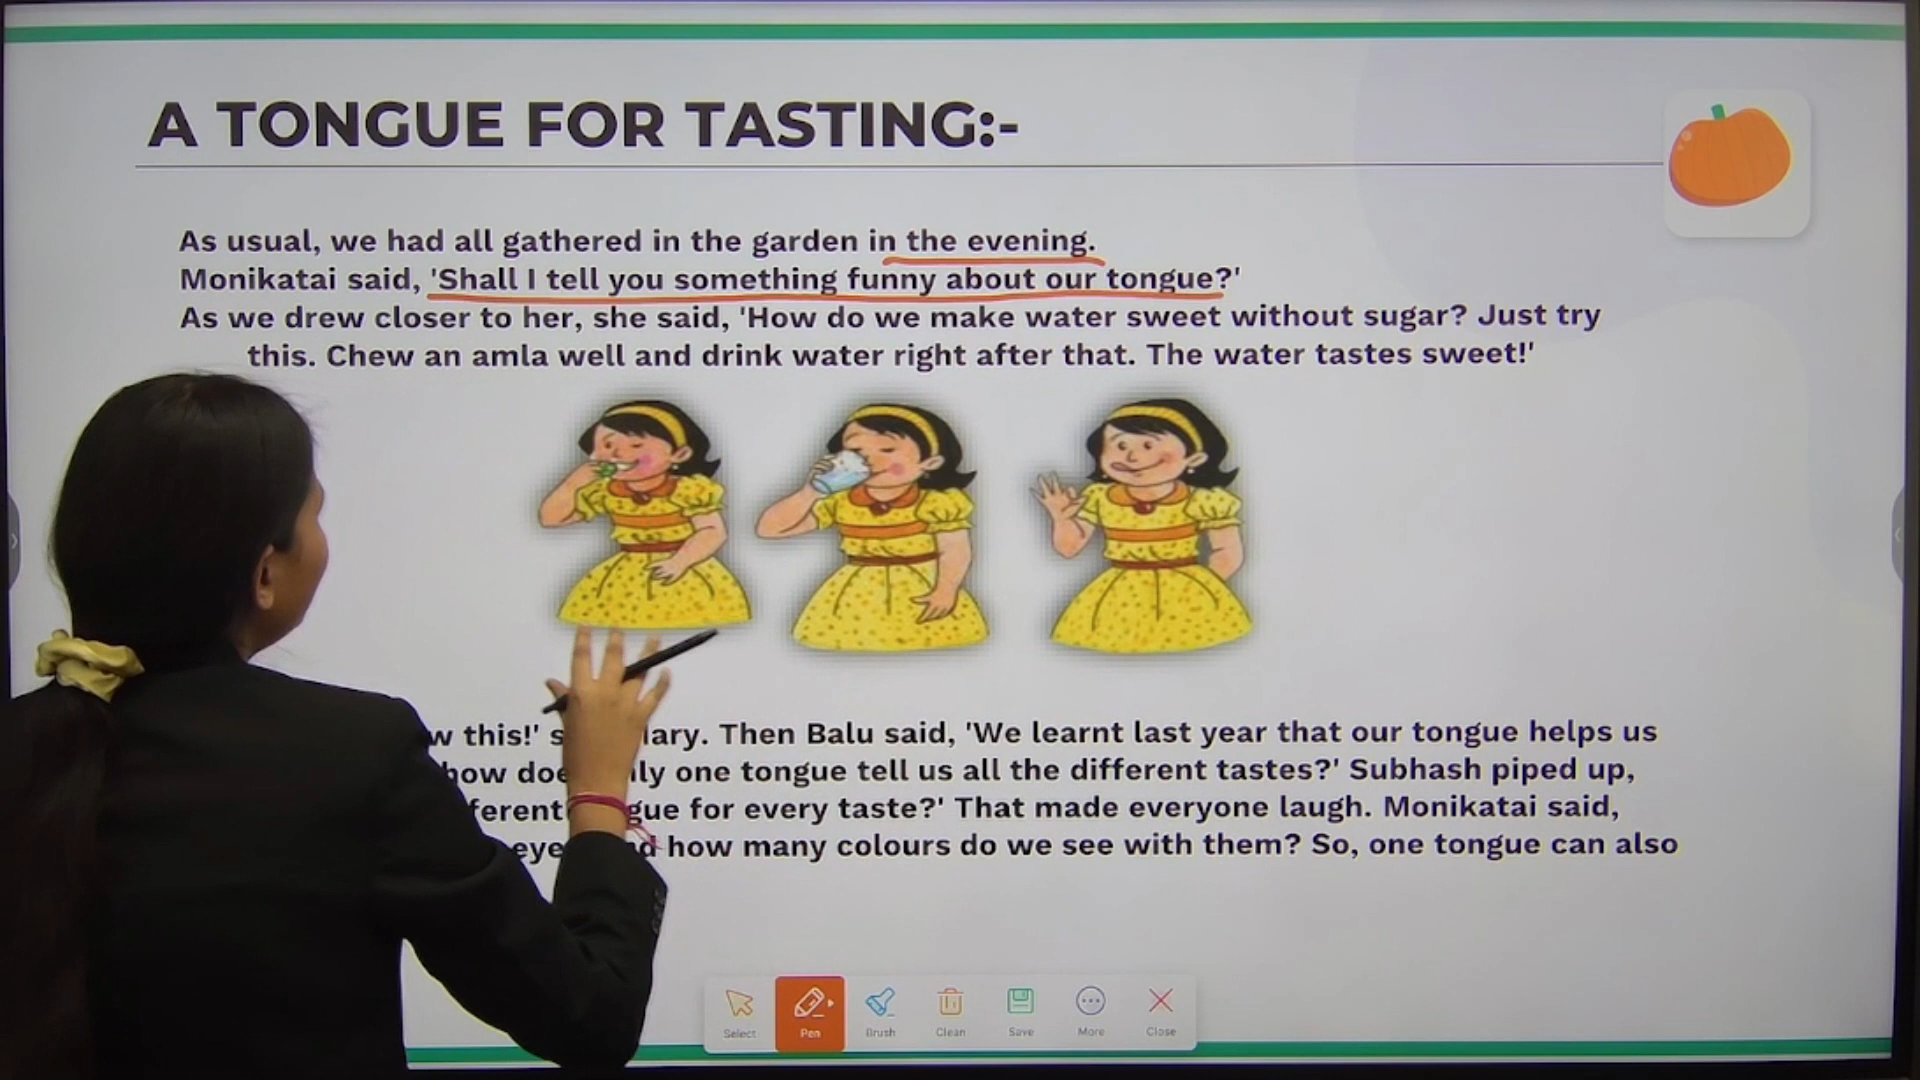 A TONGUE FOR TASTING:-
As usual, we had all gathered in the garden in the evening.
Monikatai said, 'Shall I tell you something funny about our tongue?'
As we drew closer to her, she said, 'How do we make water sweet without sugar? Just try
this. Chew an amla well and drink water right after that. The water tastes sweet!'
this!' Then Balu said, 'We learnt last year that our tongue helps us
how one tongue tell us all the different tastes?' Subhash piped up,
for every taste?' That made everyone laugh. Monikatai said,
how many colours do we see with them? So, one tongue can also
Select Pen Brush Clean Save More Close